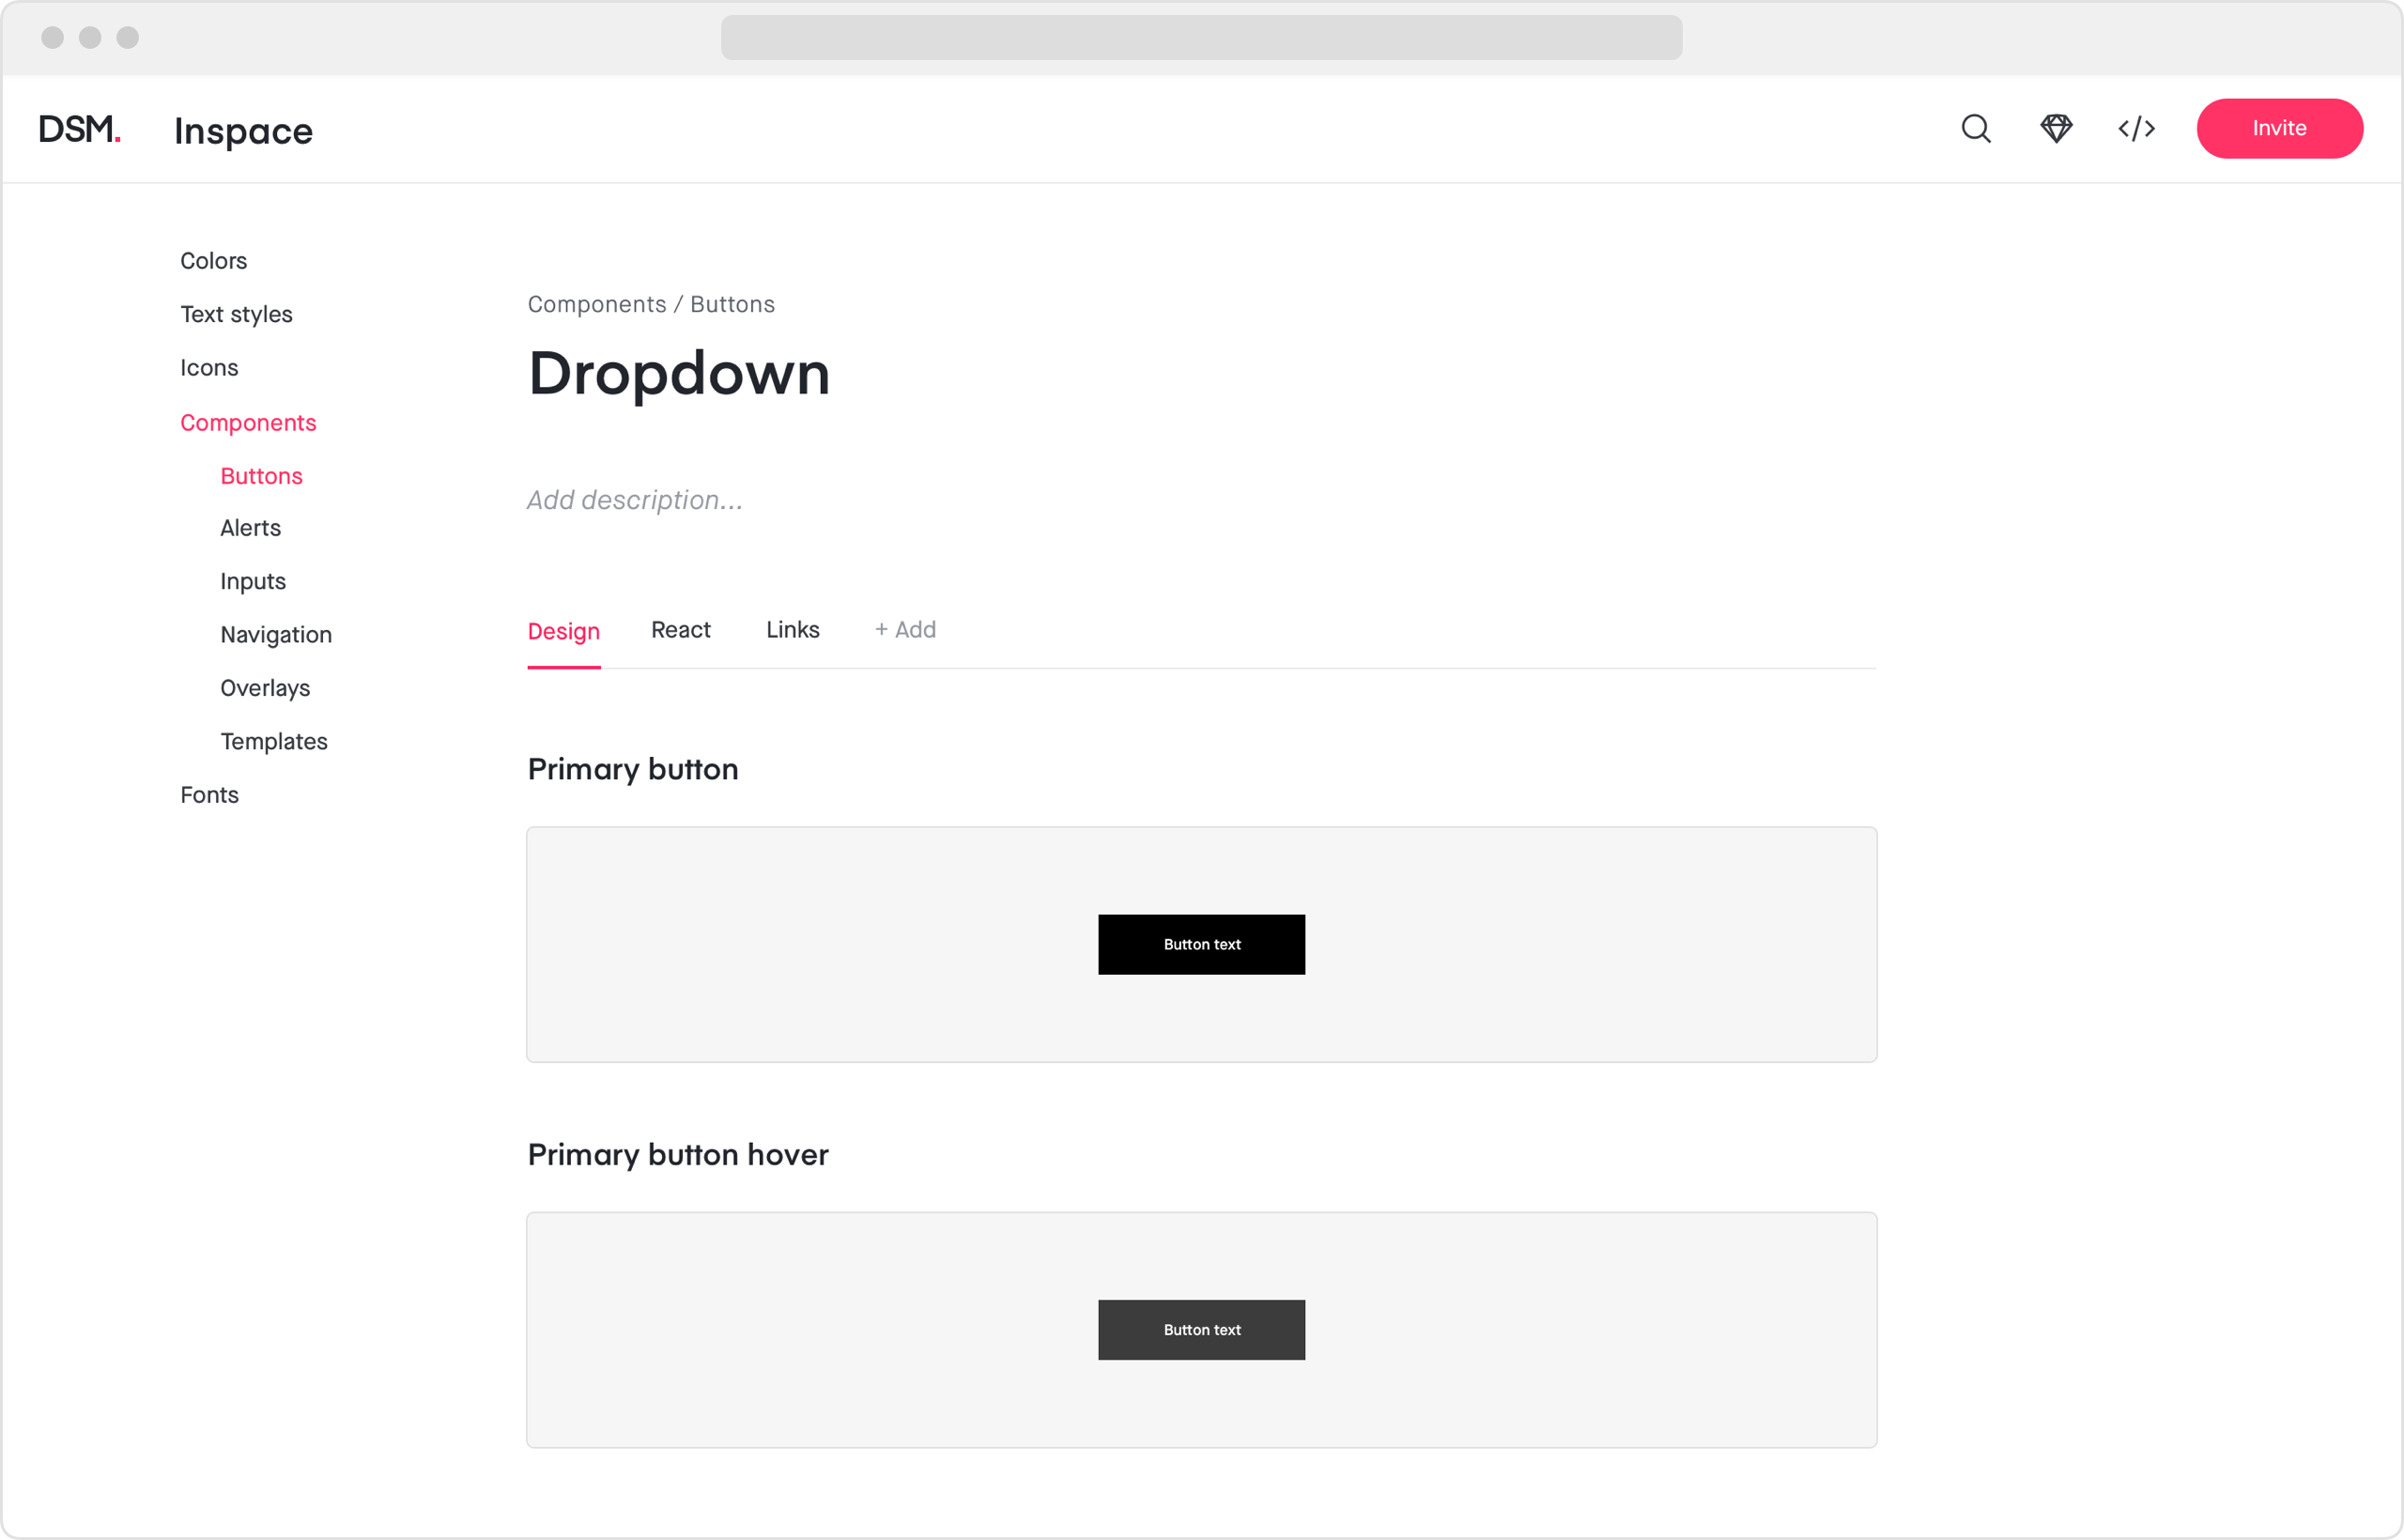 DSM. Inspace Invite
Colors
Text styles
Icons
Components
Buttons
Alerts
Inputs
Navigation
Overlays
Templates
Fonts
Components / Buttons
Dropdown
Add description...
Design React Links + Add
Primary button
Button text
Primary button hover
Button text